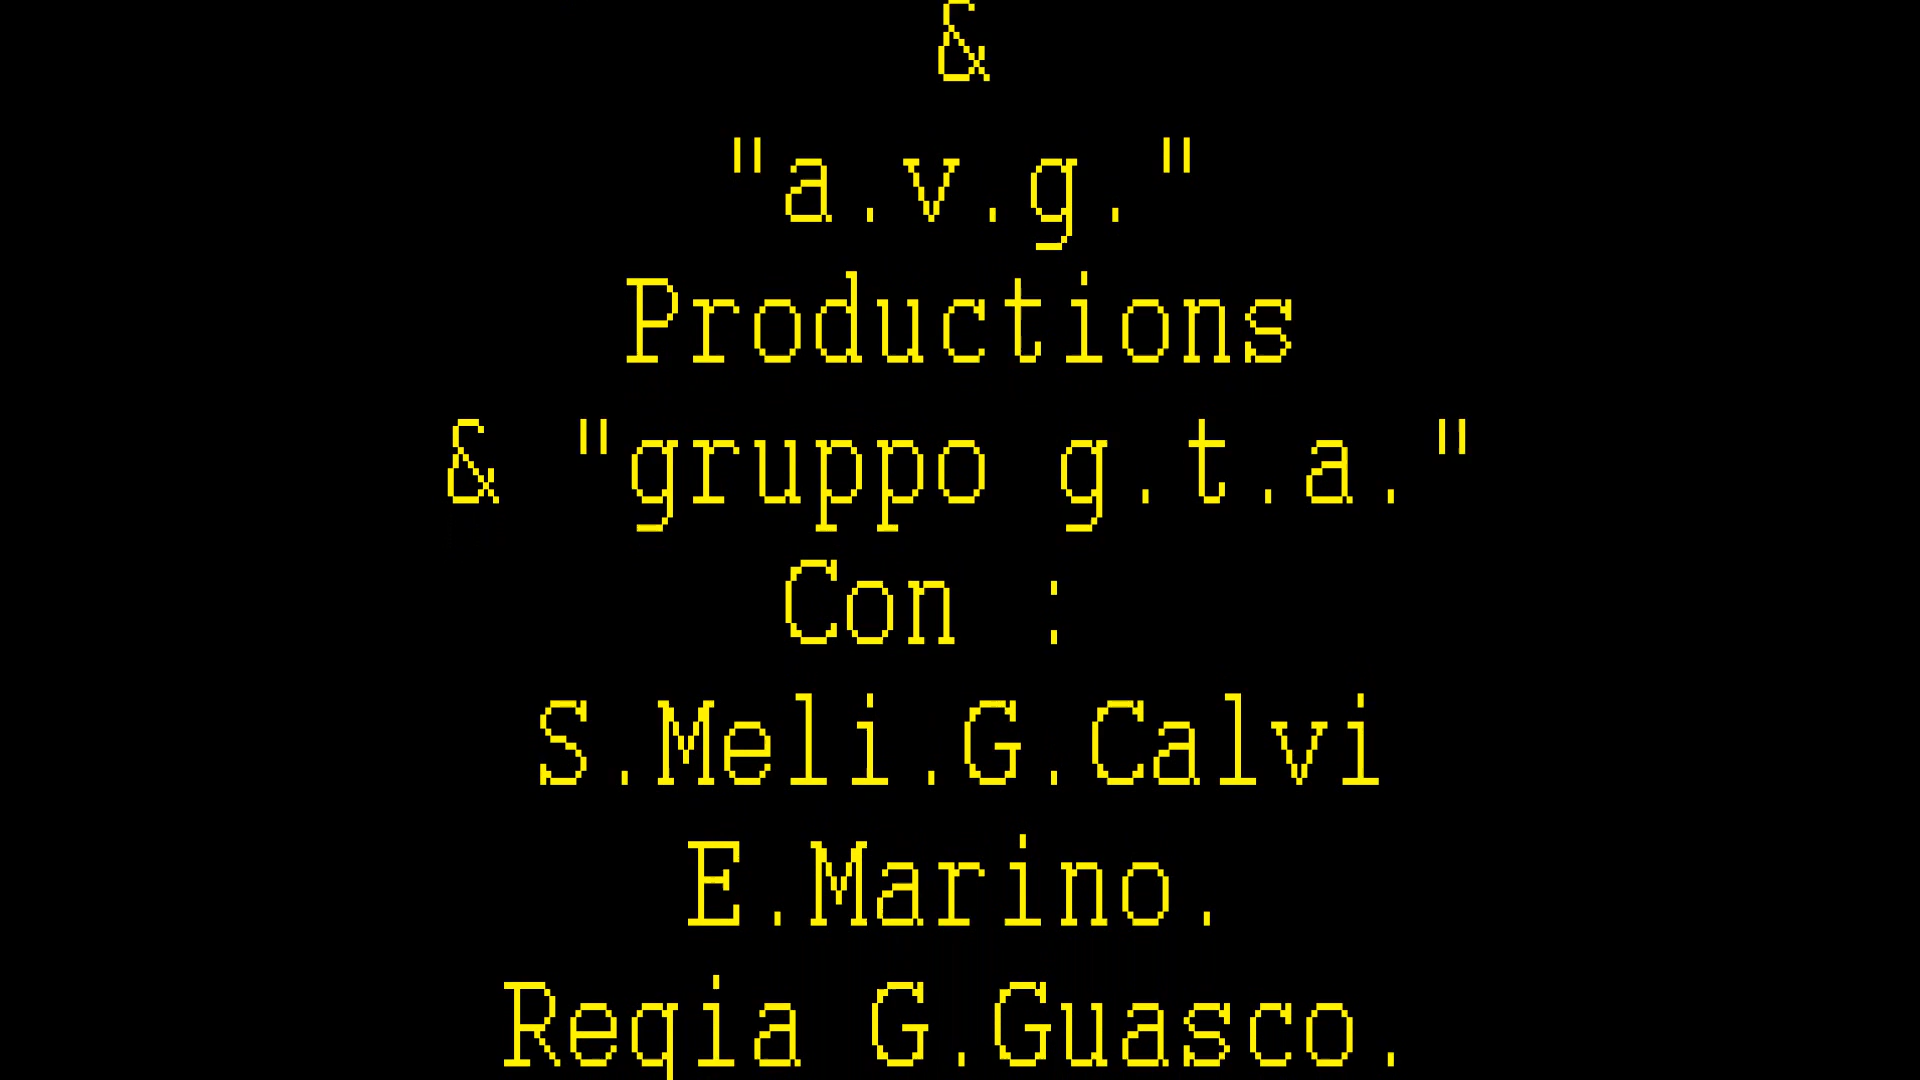 &
"a.v.g."
Productions
& "gruppo g.t.a."
Con :
S.Meli.G.Calvi
E.Marino.
Regia G.Guasco.